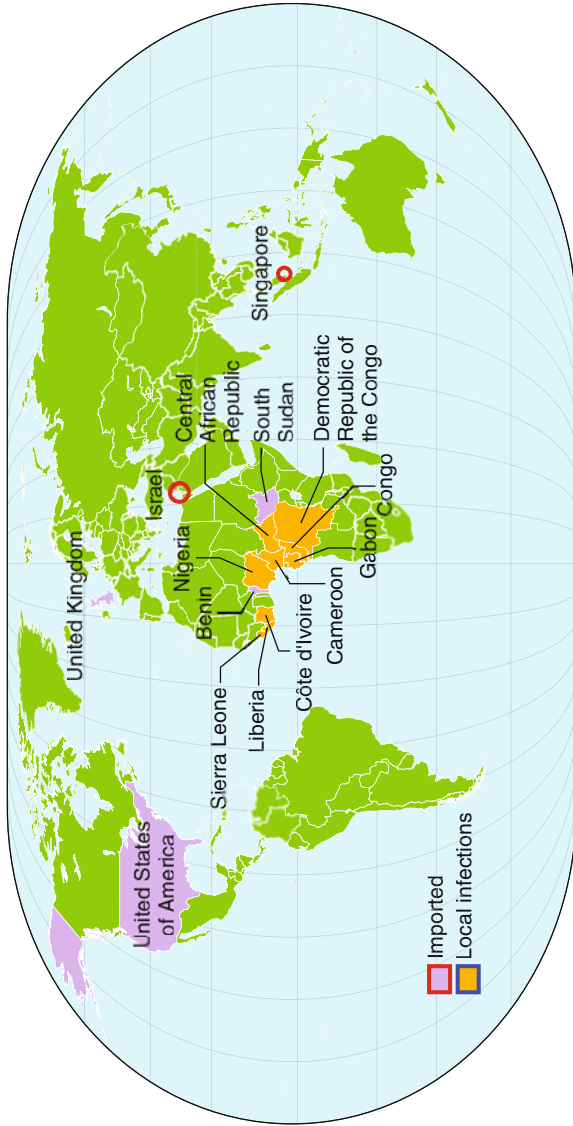 United Kingdom
United States
of America
Israel
Central
African
Republic
Nigeria
Benin
South
Sudan
Singapore
Sierra Leone
Liberia
Côte d'Ivoire
Cameroon
Gabon
Congo
Democratic
Republic of
the Congo
Imported
Local infections